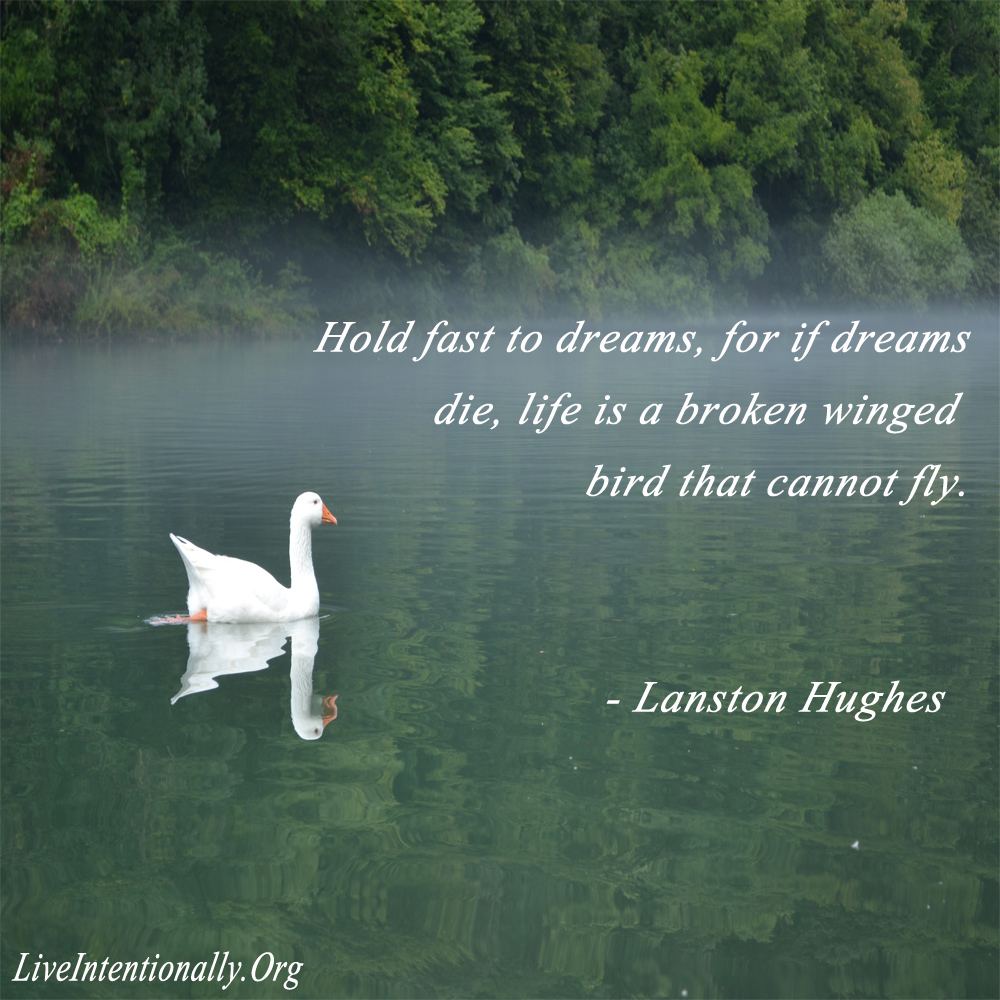 Hold fast to dreams, for if dreams
die, life is a broken winged
bird that cannot fly.
- Lanston Hughes
LiveIntentionally.Org